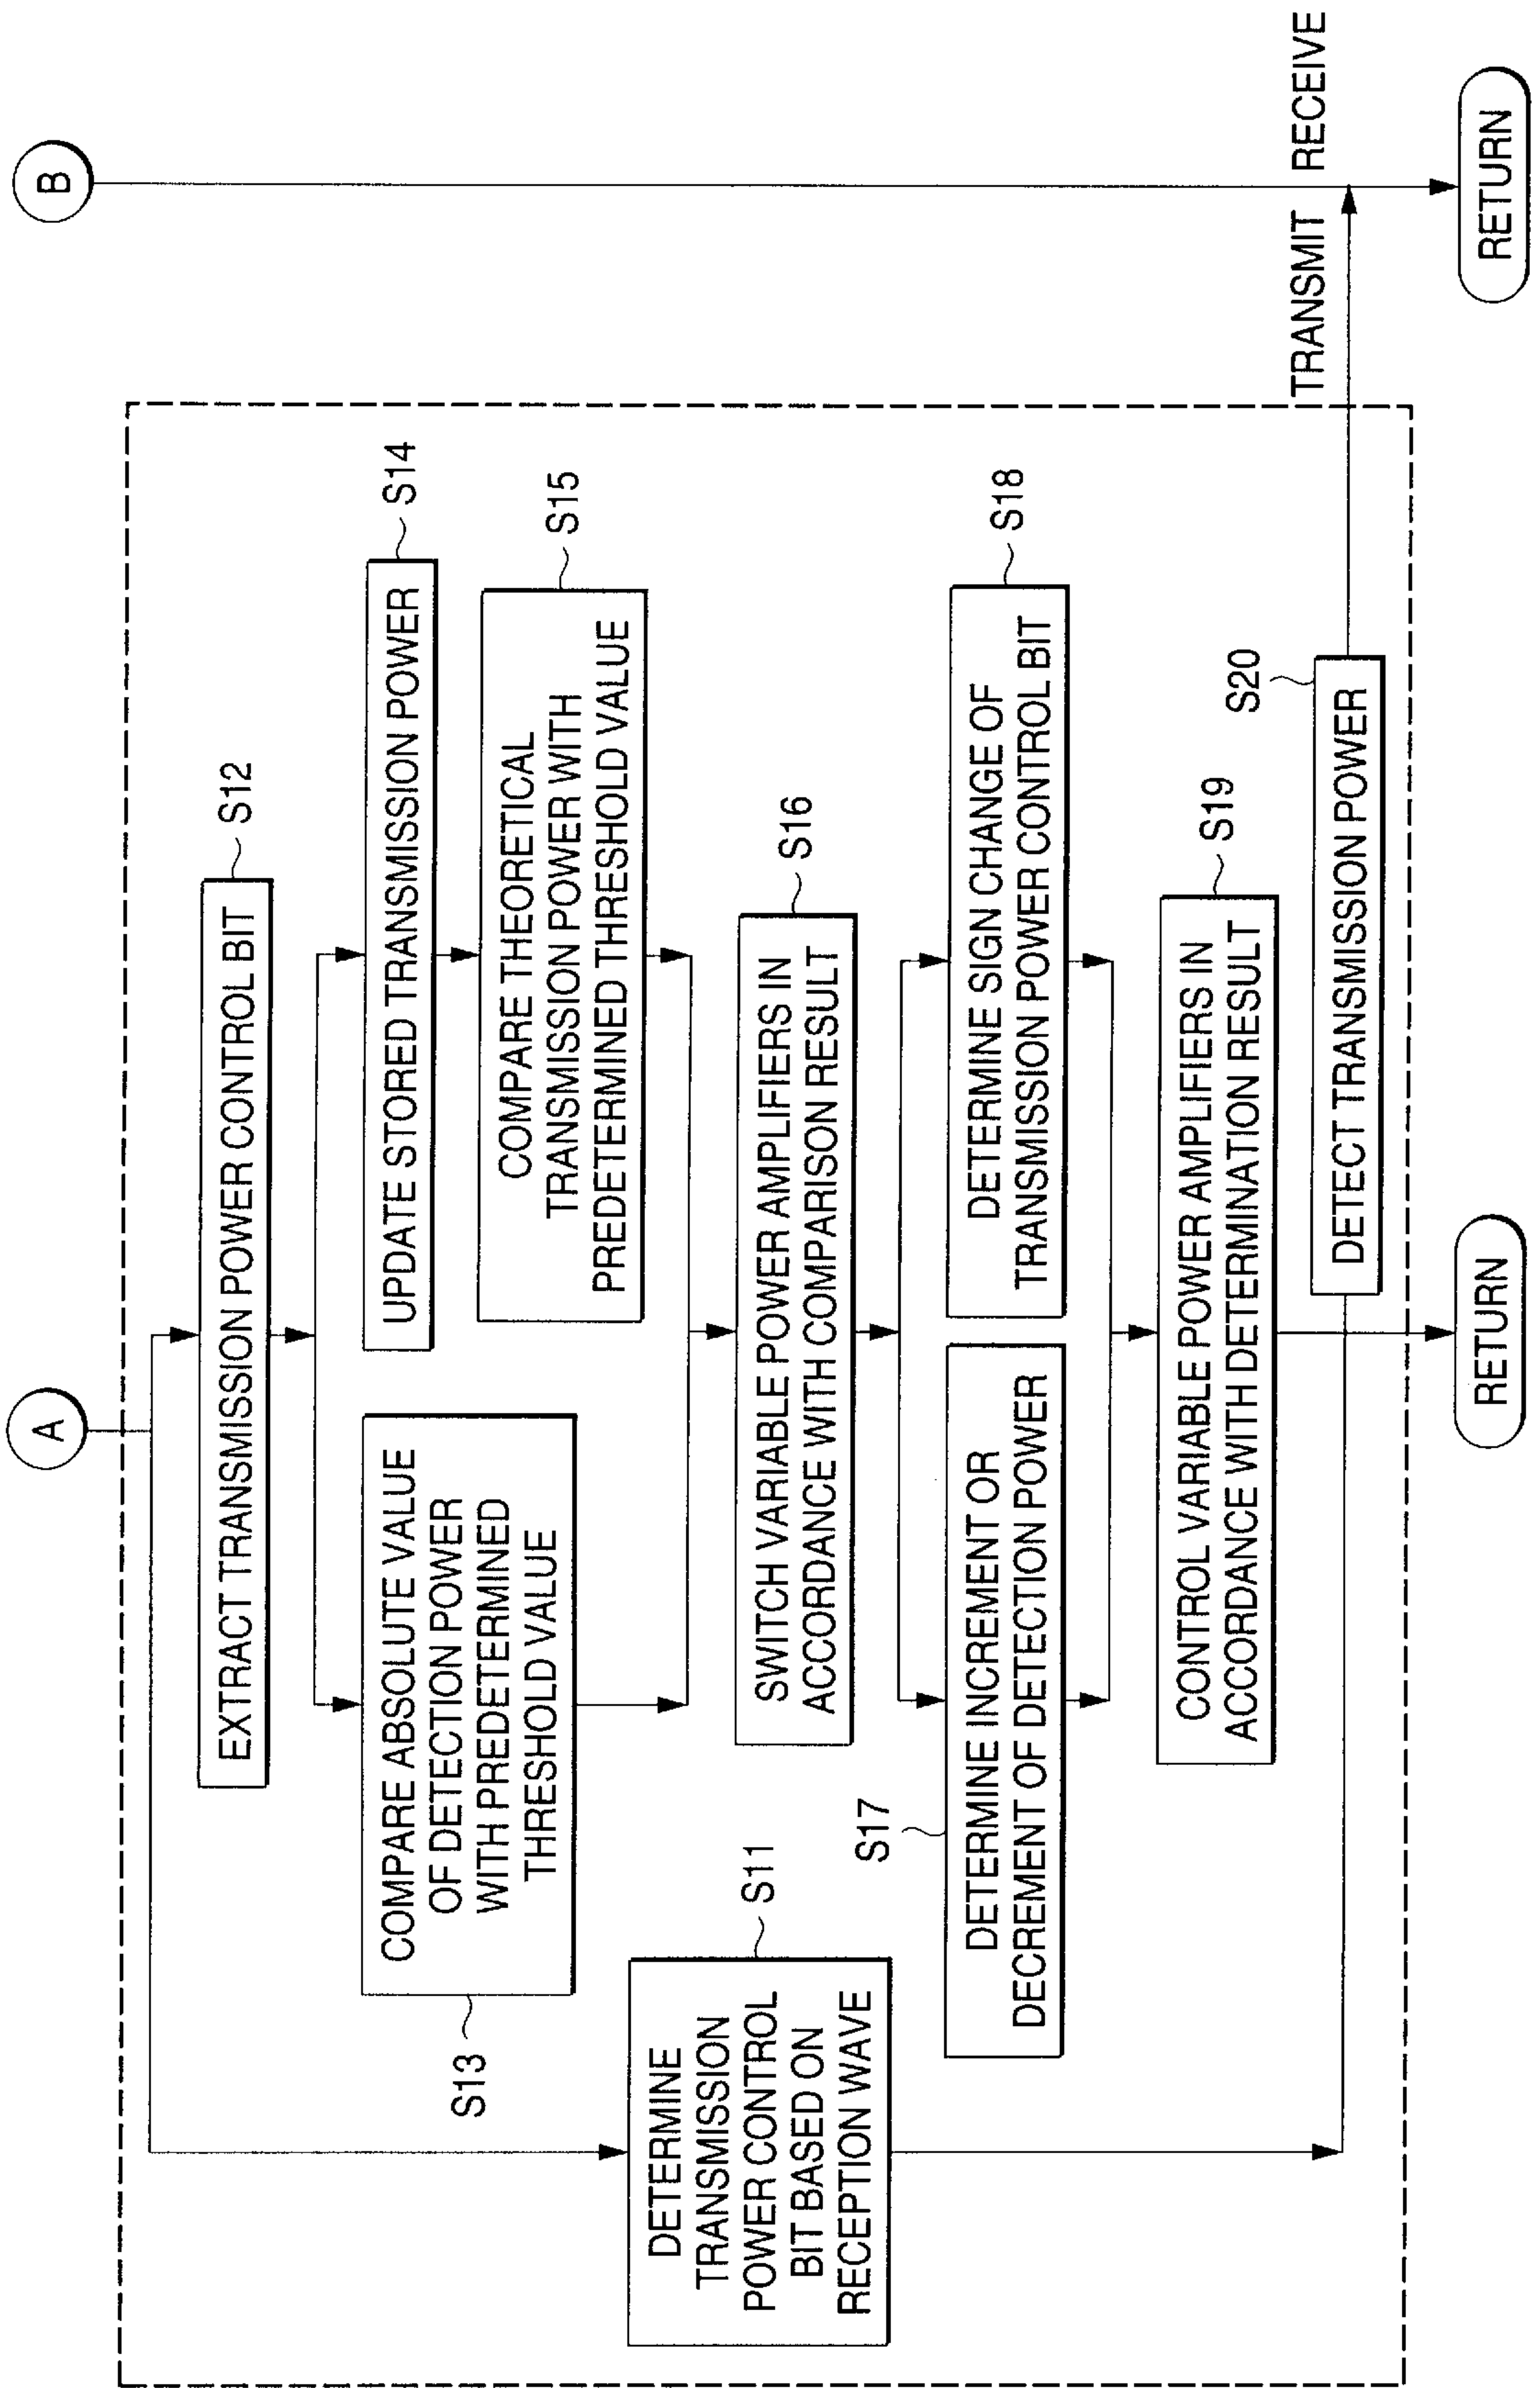 A
B
EXTRACT TRANSMISSION POWER CONTROL BIT
S12
COMPARE ABSOLUTE VALUE
OF DETECTION POWER
WITH PREDETERMINED
THRESHOLD VALUE
S13
UPDATE STORED TRANSMISSION POWER
S14
COMPARE THEORETICAL
TRANSMISSION POWER WITH
PREDETERMINED THRESHOLD VALUE
S15
DETERMINE
TRANSMISSION
POWER CONTROL
BIT BASED ON
RECEPTION WAVE
S11
SWITCH VARIABLE POWER AMPLIFIERS IN
ACCORDANCE WITH COMPARISON RESULT
S16
S17
DETERMINE INCREMENT OR
DECREMENT OF DETECTION POWER
DETERMINE SIGN CHANGE OF
TRANSMISSION POWER CONTROL BIT
S18
CONTROL VARIABLE POWER AMPLIFIERS IN
ACCORDANCE WITH DETERMINATION RESULT
S19
S20
DETECT TRANSMISSION POWER
TRANSMIT
RECEIVE
RETURN
RETURN